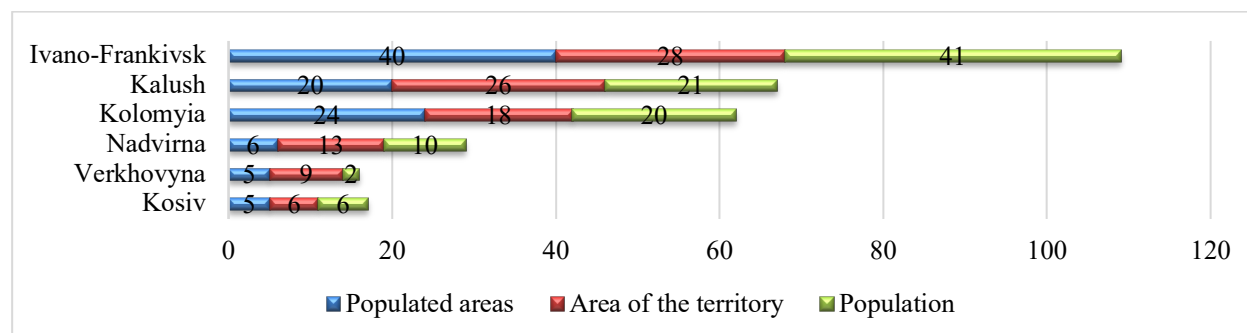 Ivano-Frankivsk 40 28 41
Kalush 20 26 21
Kolomyia 24 18 20
Nadvirna 6 13 10
Verkhovyna 5 9 2
Kosiv 5 6 6
0 20 40 60 80 100 120
Populated areas Area of the territory Population